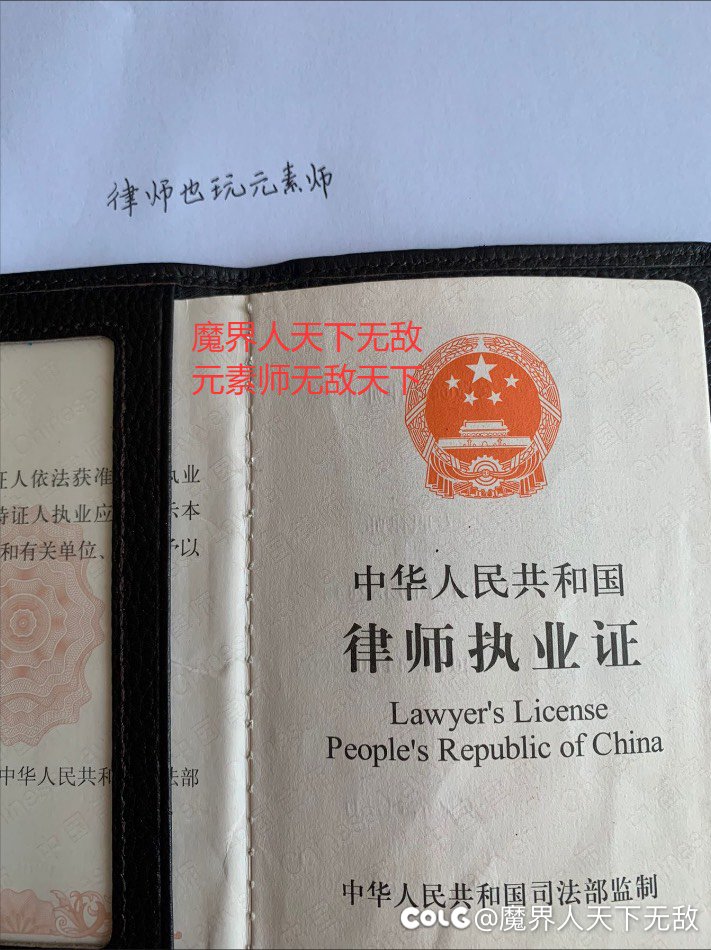 律师也玩元素师
魔界人天下无敌
元素师无敌天下
证人依法获准
执业
持证人执业应
示本
和有关单位、
予以
中华人民共和
法部
中华人民共和国
律师执业证
Lawyer's License
People's Republic of China
中华人民共和国司法部监制
COLG @魔界人天下无敌